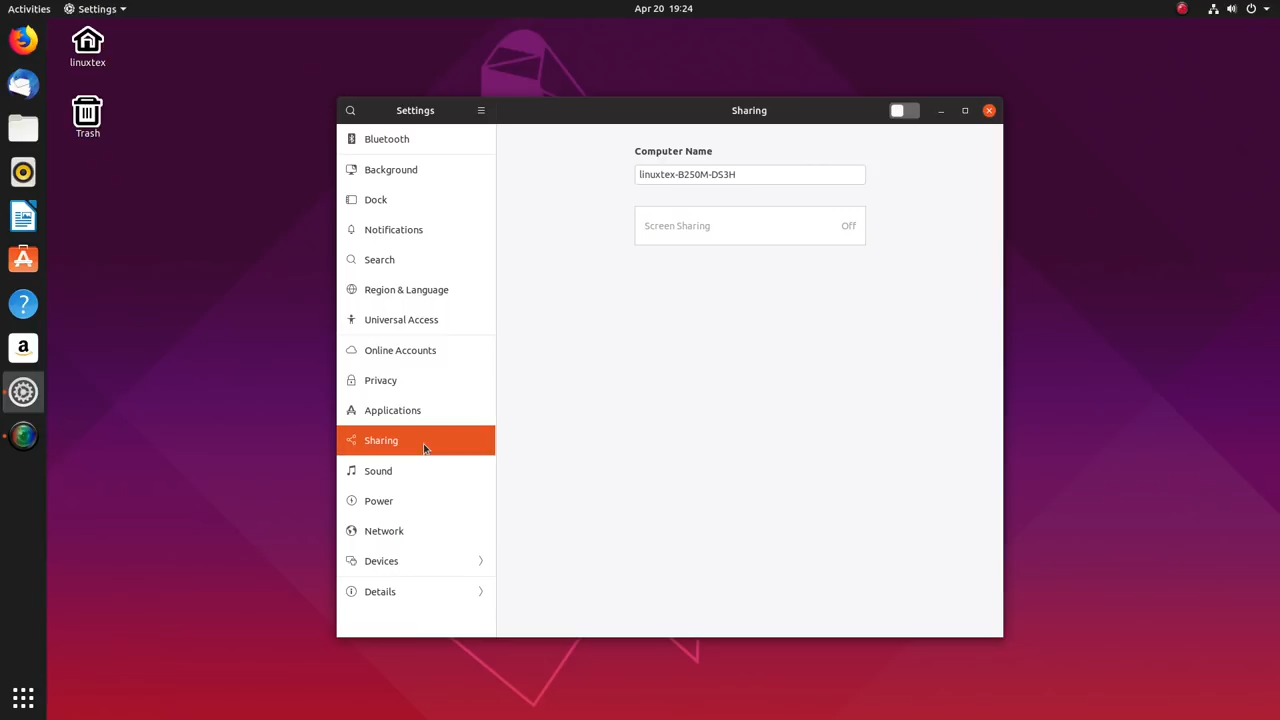 Activities
Settings
Apr 20 19:24
linuxtex
Trash
Settings
Sharing
Bluetooth
Background
Dock
Notifications
Search
Region & Language
Universal Access
Online Accounts
Privacy
Applications
Sharing
Sound
Power
Network
Devices
Details
Computer Name
linuxtex-B250M-DS3H
Screen Sharing Off